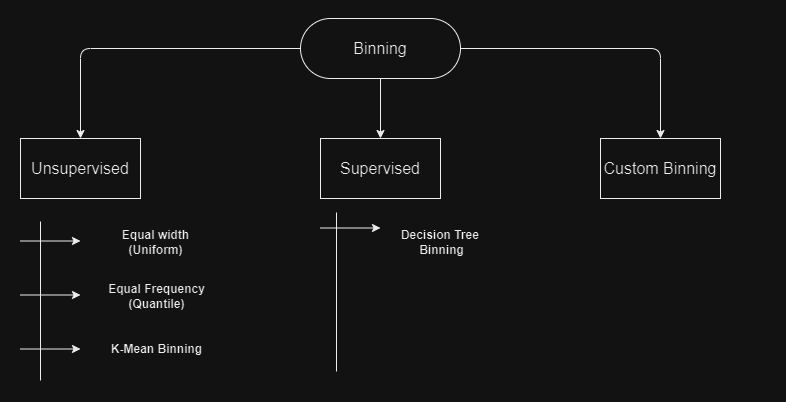 Binning
Unsupervised
Supervised
Custom Binning
Equal width
(Uniform)
Equal Frequency
(Quantile)
K-Mean Binning
Decision Tree
Binning